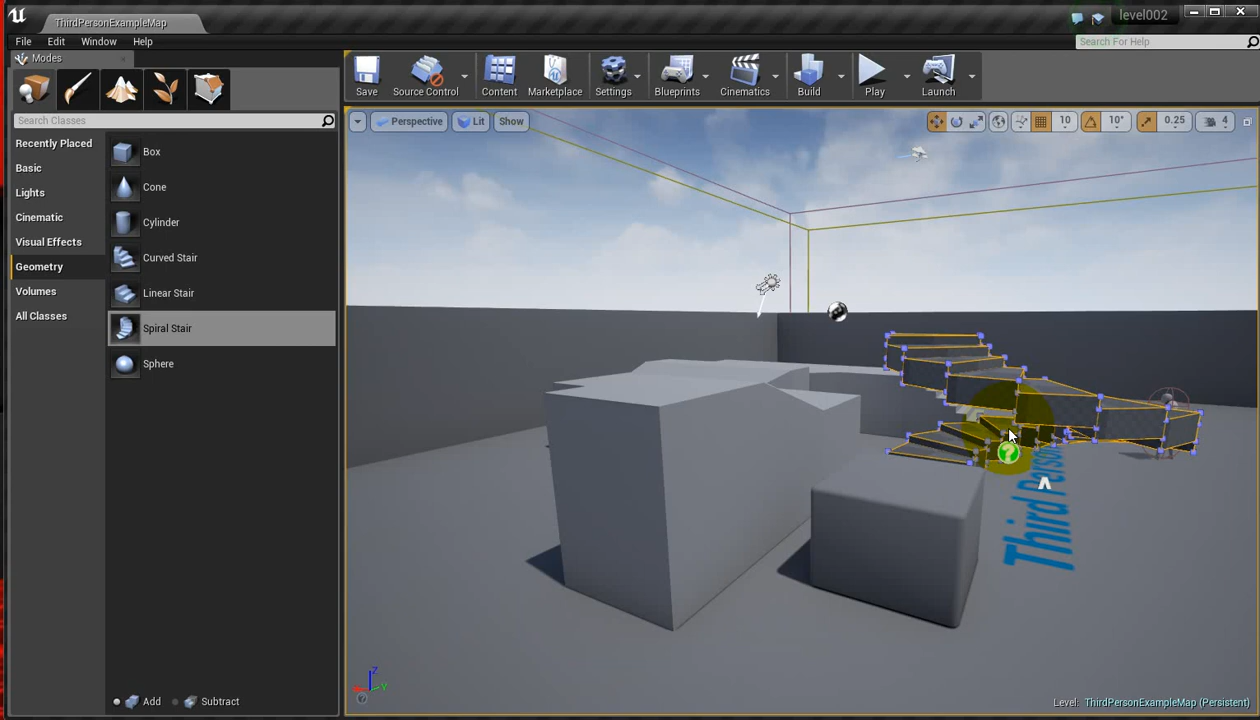 ThirdPersonExampleMap
level002
File Edit Window Help
Search For Help
Modes
Save Source Control Content Marketplace Settings Blueprints Cinematics Build Play Launch
Search Classes
Perspective Lit Show 10 10° 0.25 4
Recently Placed
Basic
Lights
Cinematic
Visual Effects
Geometry
Volumes
All Classes
Box
Cone
Cylinder
Curved Stair
Linear Stair
Spiral Stair
Sphere
?
Third Person
Z
Y
Add Subtract
Level: ThirdPersonExampleMap (Persistent)